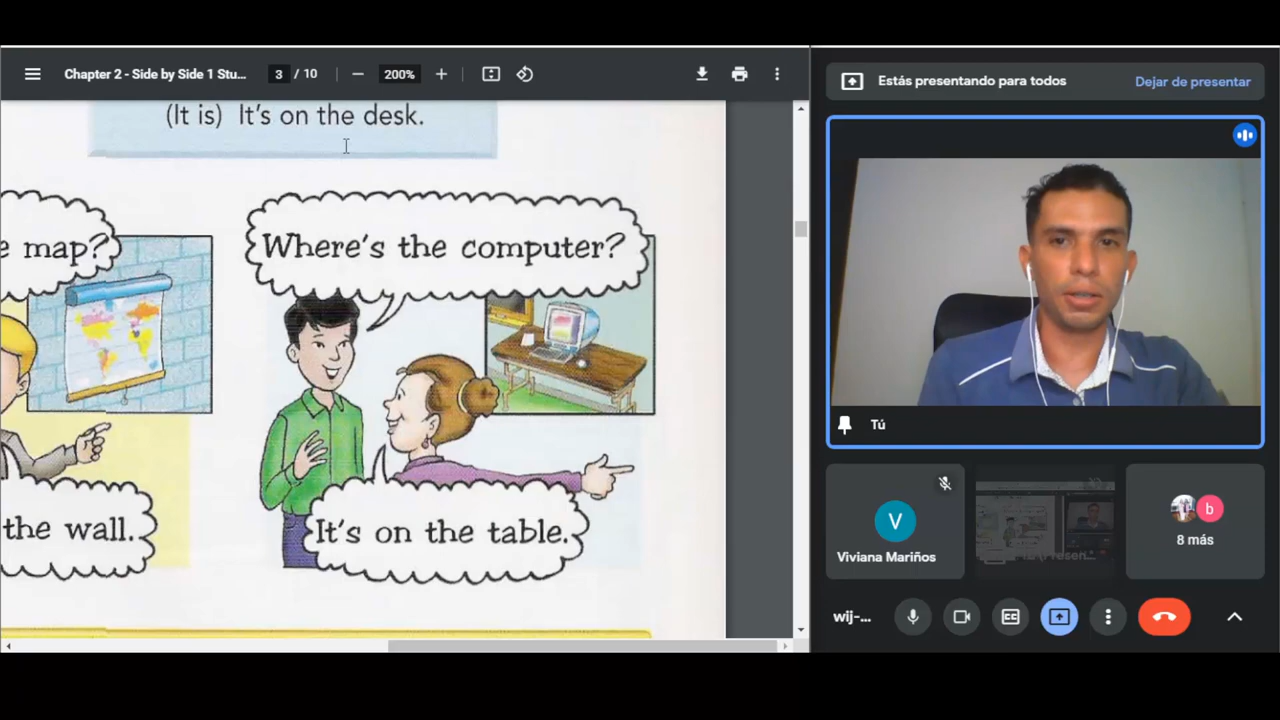 Chapter 2 - Side by Side 1 Stu...
3 / 10
200%
(It is) It's on the desk.
e map?
Where's the computer?
the wall.
It's on the table.
Estás presentando para todos
Dejar de presentar
Tú
V
Viviana Mariños
b
8 más
wij-...
CC